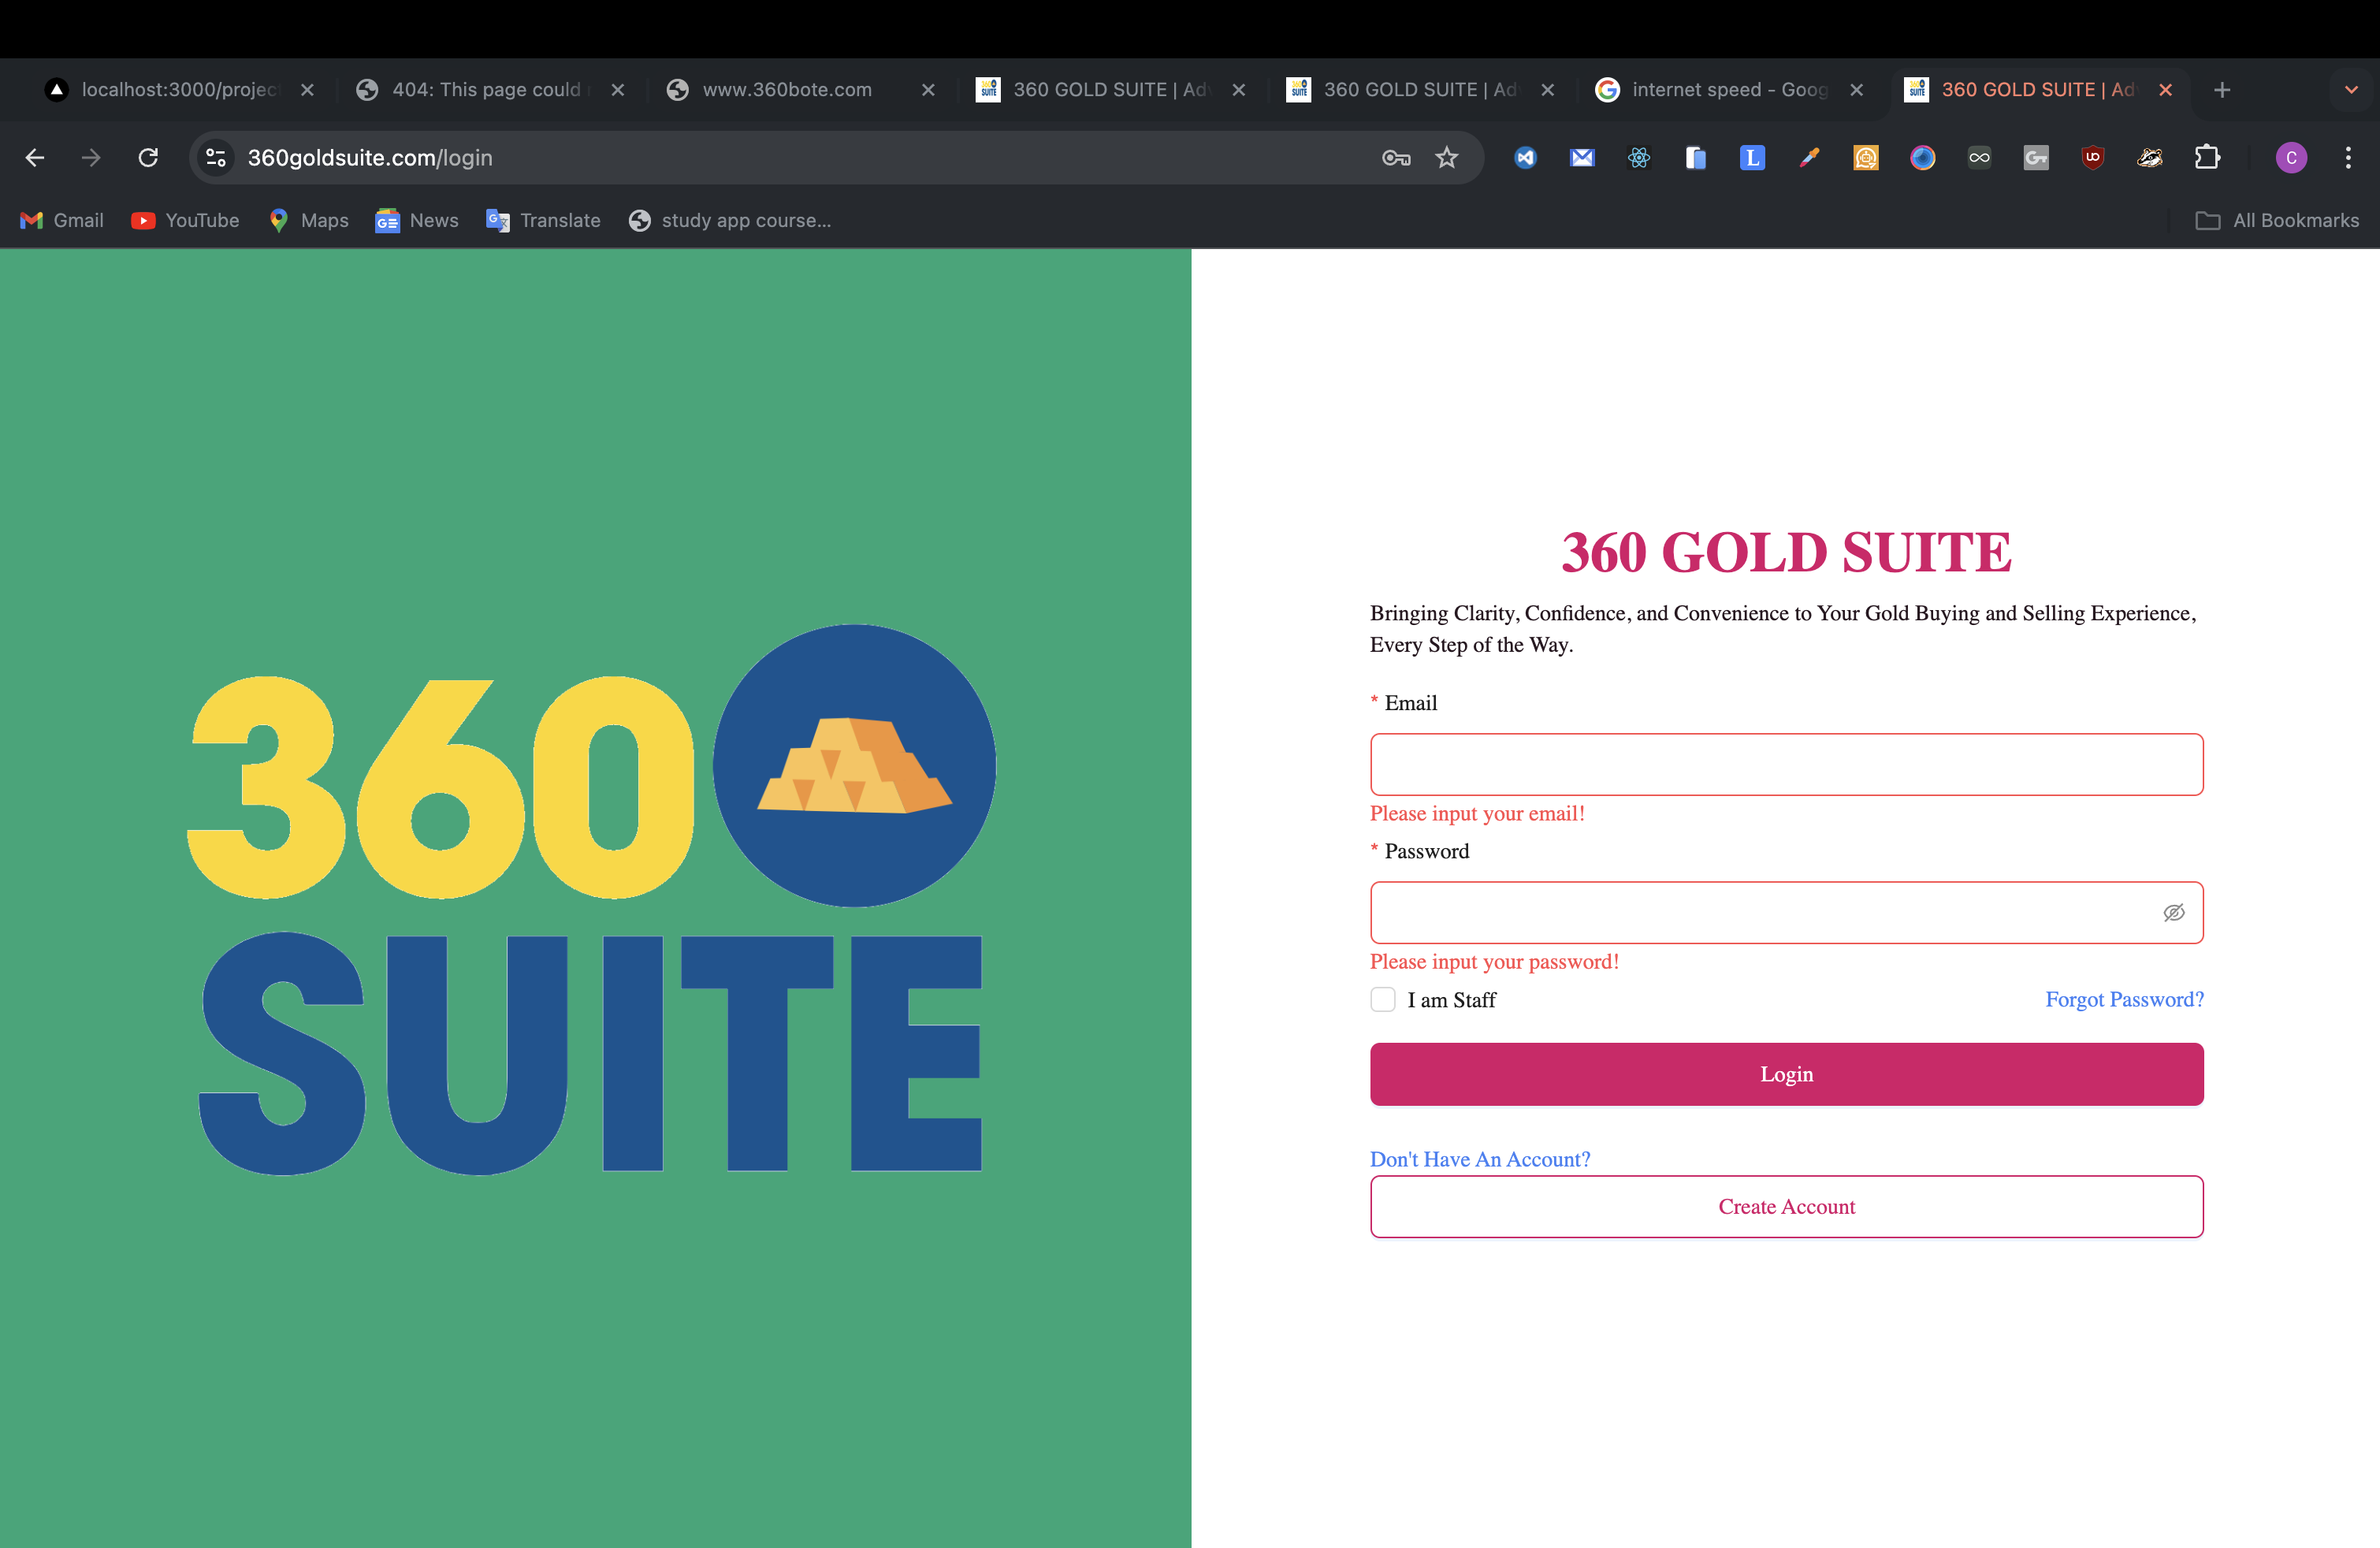 localhost:3000/projec
404: This page could
www.360bote.com
360 GOLD SUITE | Ad
360 GOLD SUITE | Ad
internet speed - Goog
360 GOLD SUITE | Ad
360goldsuite.com/login
L
UO
C
Gmail
YouTube
Maps
News
Translate
study app course...
All Bookmarks
360
SUITE
360 GOLD SUITE
Bringing Clarity, Confidence, and Convenience to Your Gold Buying and Selling Experience,
Every Step of the Way.
* Email
Please input your email!
* Password
Please input your password!
I am Staff
Forgot Password?
Login
Don't Have An Account?
Create Account